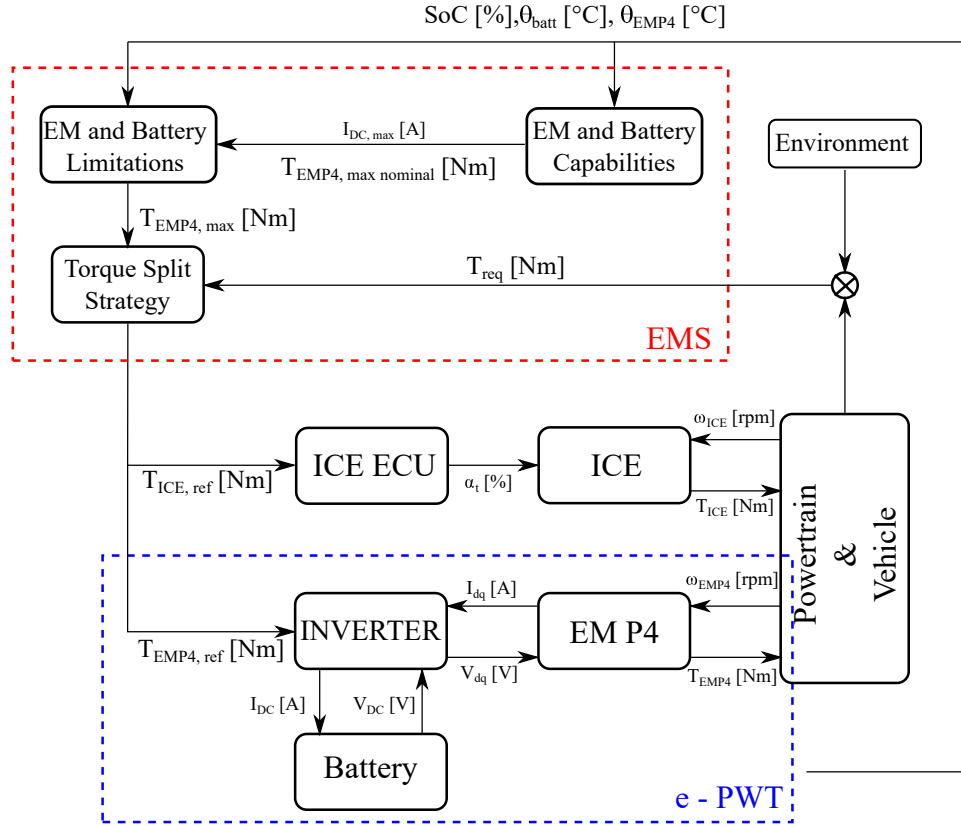 SoC [%],θbatt [°C], θEMP4 [°C]
EM and Battery
Limitations
IDC, max [A]
TEMP4, max nominal [Nm]
EM and Battery
Capabilities
Environment
TEMP4, max [Nm]
Torque Split
Strategy
Treq [Nm]
EMS
ωICE [rpm]
ICE ECU
ICE
TICE, ref [Nm]
αt [%]
TICE [Nm]
Powertrain
&
Vehicle
Idq [A]
ωEMP4 [rpm]
INVERTER
EM P4
TEMP4, ref [Nm]
Vdq [V]
TEMP4 [Nm]
IDC [A]
VDC [V]
Battery
e - PWT